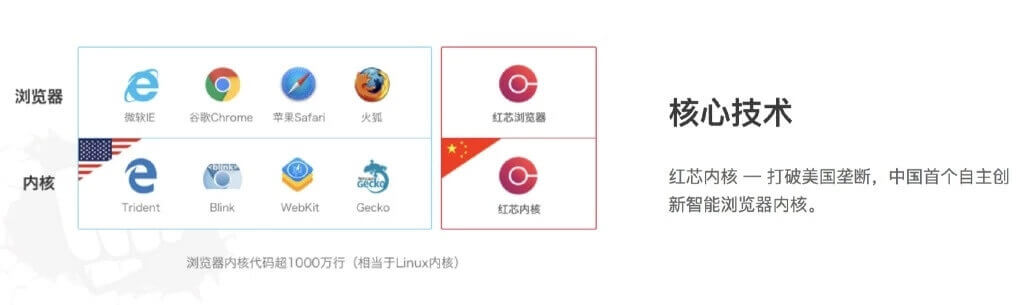 浏览器
微软IE
谷歌Chrome
苹果Safari
火狐
红芯浏览器
内核
Trident
Blink
WebKit
Gecko
红芯内核
浏览器内核代码超1000万行（相当于Linux内核）
核心技术
红芯内核 — 打破美国垄断，中国首个自主创
新智能浏览器内核。